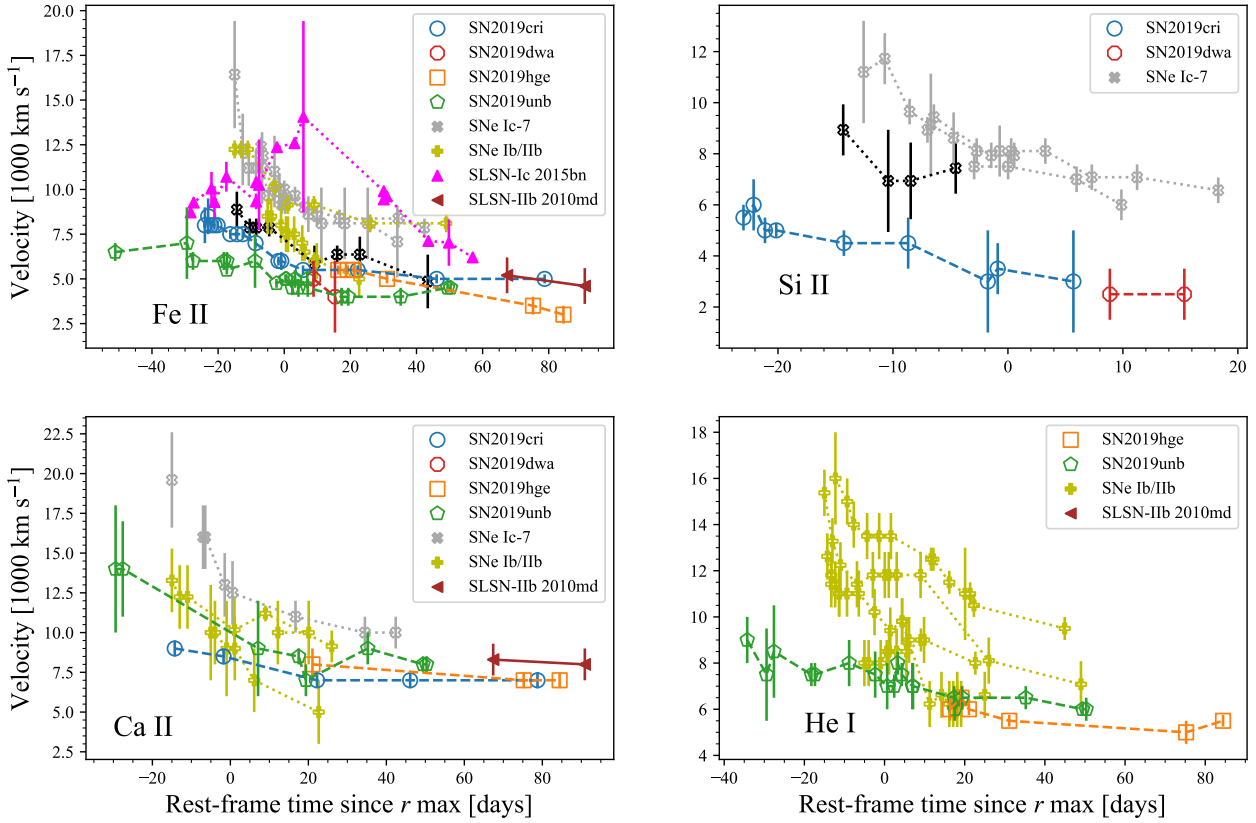 20.0
17.5
15.0
12.5
10.0
7.5
5.0
2.5
Velocity [1000 km s−1]
−40 −20 0 20 40 60 80
Fe II
SN2019cri
SN2019dwa
SN2019hge
SN2019unb
SNe Ic-7
SNe Ib/IIb
SLSN-Ic 2015bn
SLSN-IIb 2010md
12
10
8
6
4
2
−20 −10 0 10 20
Si II
SN2019cri
SN2019dwa
SNe Ic-7
22.5
20.0
17.5
15.0
12.5
10.0
7.5
5.0
2.5
Velocity [1000 km s−1]
−20 0 20 40 60 80
Rest-frame time since r max [days]
Ca II
SN2019cri
SN2019dwa
SN2019hge
SN2019unb
SNe Ic-7
SNe Ib/IIb
SLSN-IIb 2010md
18
16
14
12
10
8
6
4
−40 −20 0 20 40 60 80
Rest-frame time since r max [days]
He I
SN2019hge
SN2019unb
SNe Ib/IIb
SLSN-IIb 2010md